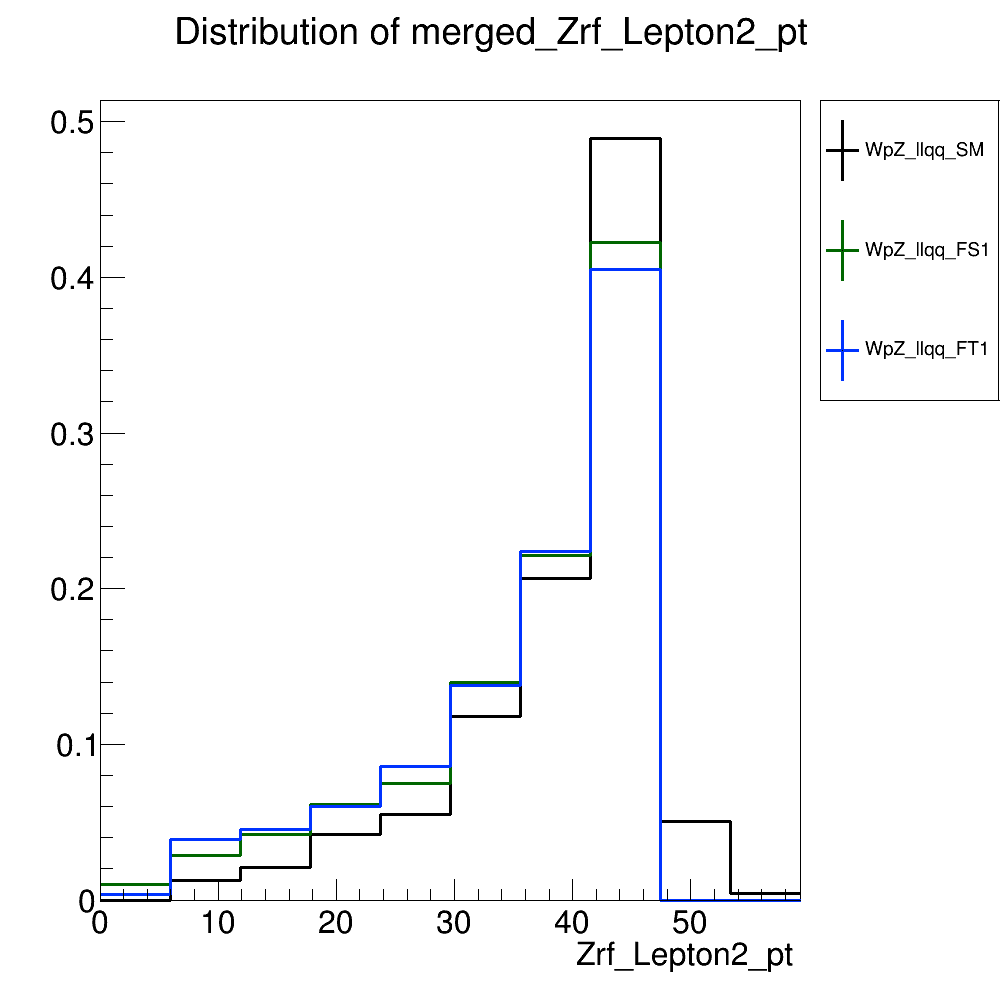 Distribution of merged_Zrf_Lepton2_pt
WpZ_llqq_SM
WpZ_llqq_FS1
WpZ_llqq_FT1
0.5
0.4
0.3
0.2
0.1
0
0 10 20 30 40 50
Zrf_Lepton2_pt